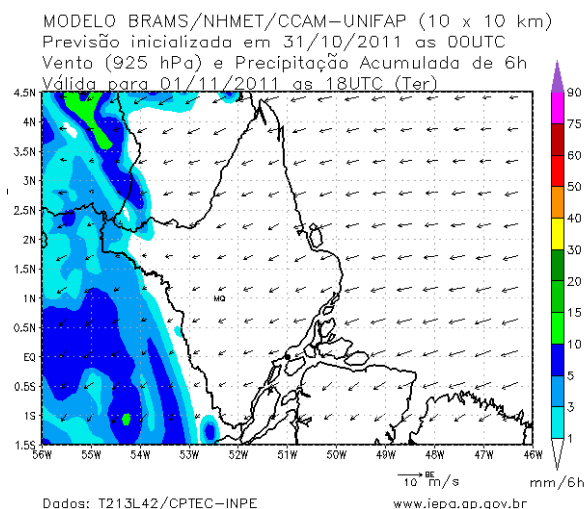 MODELO BRAMS/NHMET/CCAM-UNIFAP (10 x 10 km)
Previsão inicializada em 31/10/2011 as 00UTC
Vento (925 hPa) e Precipitação Acumulada de 6h
Válida para 01/11/2011 as 18UTC (Ter)
4.5N
4N
3.5N
3N
2.5N
2N
1.5N
1N
0.5N
EQ
0.5S
1S
1.5S
MQ
56W 55W 54W 53W 52W 51W 50W 49W 48W 47W 46W
90
75
60
50
40
30
20
15
10
5
3
1
mm/6h
10 m/s
Dados: T213L42/CPTEC-INPE
www.iepa.ap.gov.br